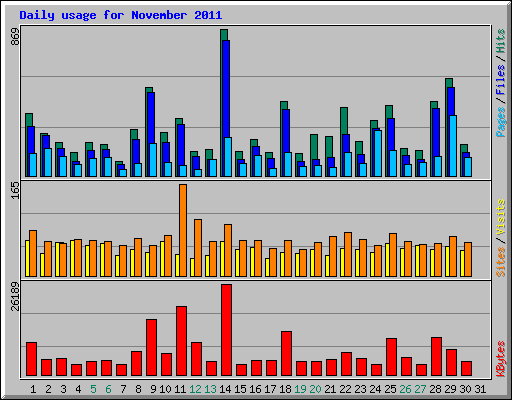 Daily usage for November 2011
869
Pages / Files / Hits
165
Sites / Visits
26189
KBytes
1 2 3 4 5 6 7 8 9 10 11 12 13 14 15 16 17 18 19 20 21 22 23 24 25 26 27 28 29 30 31